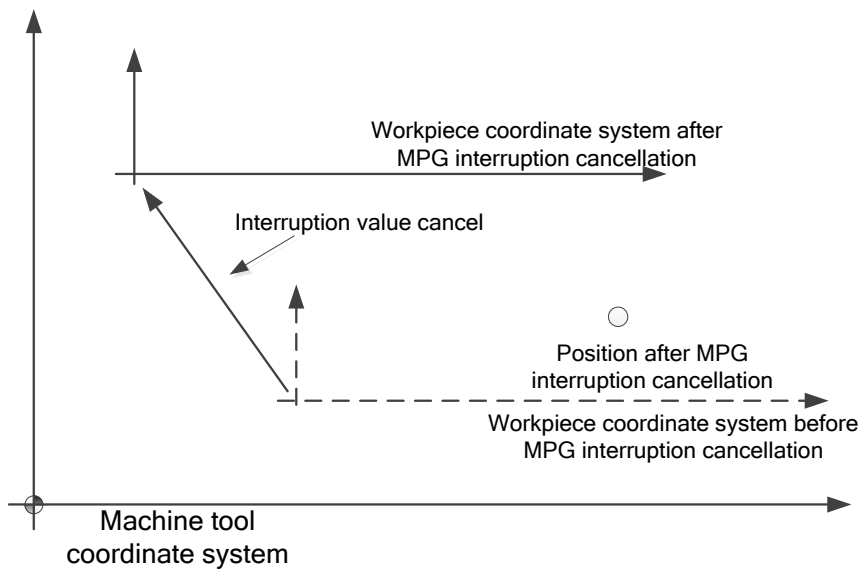 Workpiece coordinate system after
MPG interruption cancellation
Interruption value cancel
Position after MPG
interruption cancellation
Workpiece coordinate system before
MPG interruption cancellation
Machine tool
coordinate system